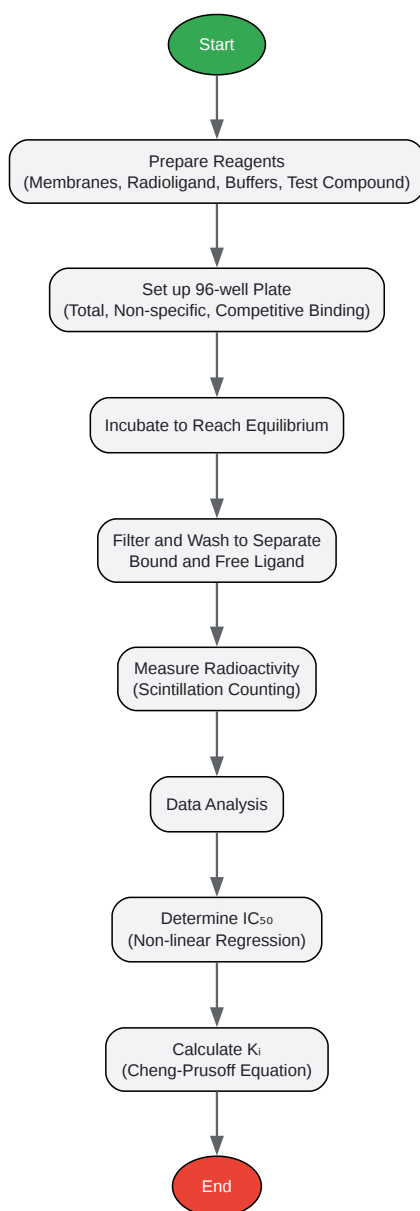 Start
Prepare Reagents
(Membranes, Radioligand, Buffers, Test Compound)
Set up 96-well Plate
(Total, Non-specific, Competitive Binding)
Incubate to Reach Equilibrium
Filter and Wash to Separate
Bound and Free Ligand
Measure Radioactivity
(Scintillation Counting)
Data Analysis
Determine IC₅₀
(Non-linear Regression)
Calculate Kᵢ
(Cheng-Prusoff Equation)
End